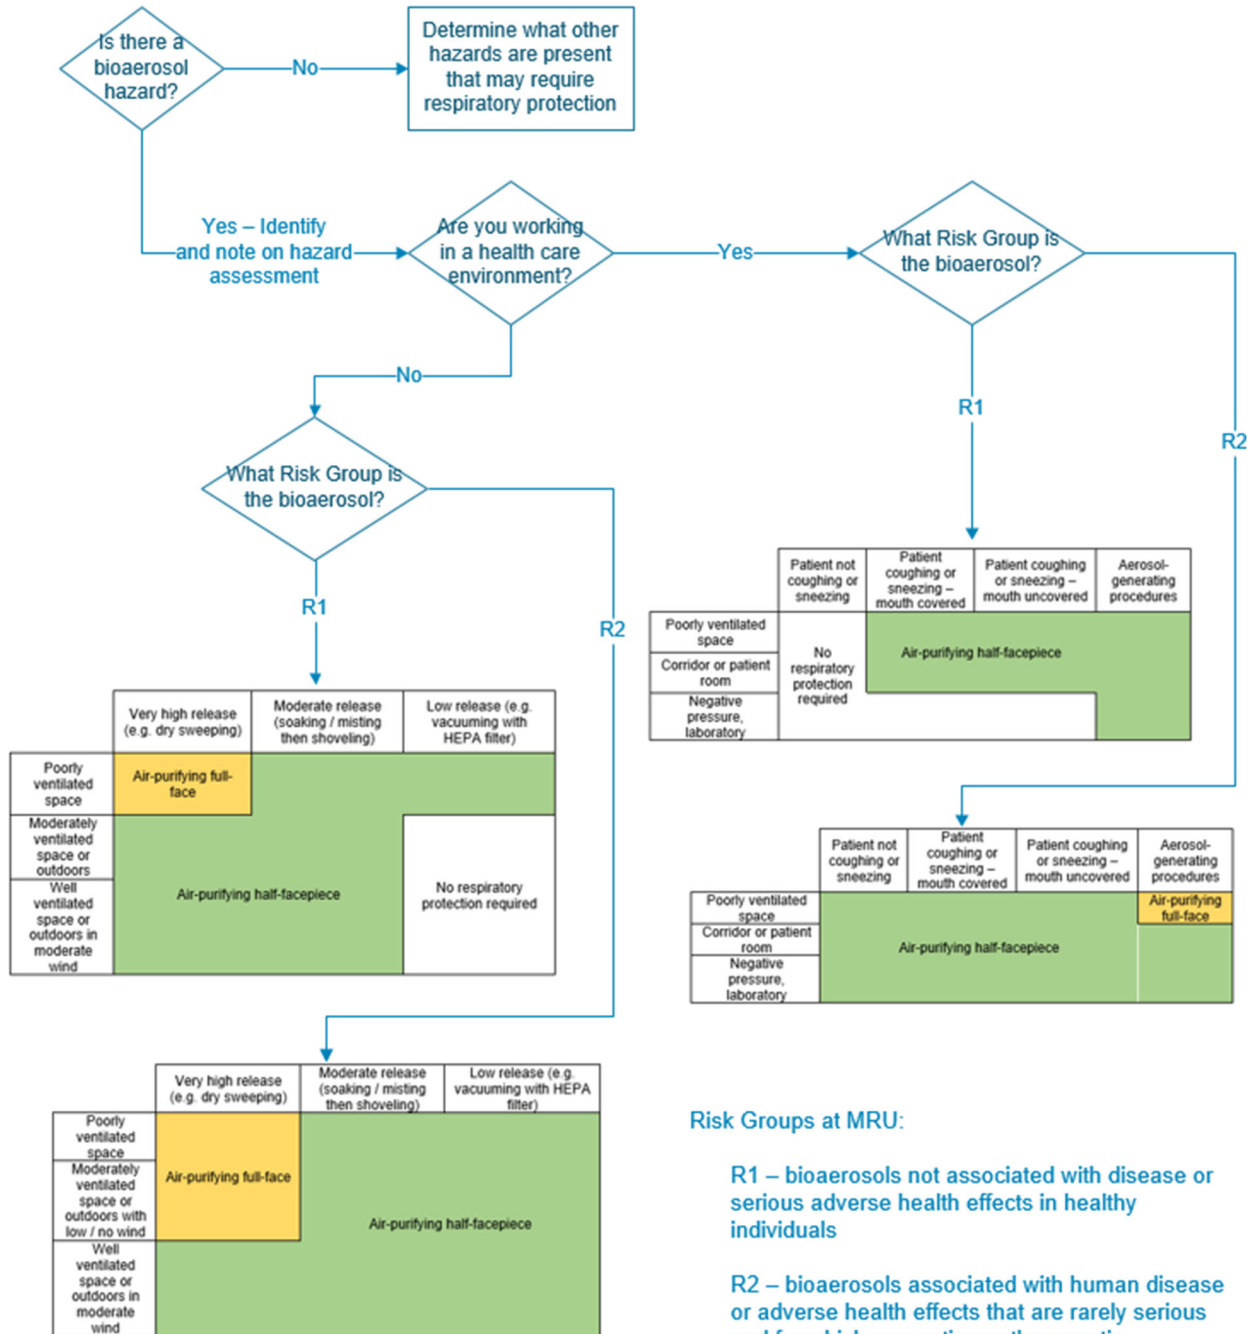 Is there a
bioaerosol
hazard?
No
Determine what other
hazards are present
that may require
respiratory protection
Yes – Identify
and note on hazard
assessment
Are you working
in a health care
environment?
Yes
What Risk Group is
the bioaerosol?
No
R1
R2
What Risk Group is
the bioaerosol?
R1
R2
Patient not
coughing or
sneezing
Patient
coughing or
sneezing –
mouth covered
Patient coughing
or sneezing –
mouth uncovered
Aerosol-
generating
procedures
Poorly ventilated
space
Corridor or patient
room
Negative
pressure,
laboratory
No
respiratory
protection
required
Air-purifying half-facepiece
Very high release
(e.g. dry sweeping)
Moderate release
(soaking / misting
then shoveling)
Low release (e.g.
vacuuming with
HEPA filter)
Poorly
ventilated
space
Moderately
ventilated
space or
outdoors
Well
ventilated
space or
outdoors in
moderate
wind
Air-purifying full-
face
Air-purifying half-facepiece
No respiratory
protection required
Patient not
coughing or
sneezing
Patient
coughing or
sneezing –
mouth covered
Patient coughing
or sneezing –
mouth uncovered
Aerosol-
generating
procedures
Poorly ventilated
space
Corridor or patient
room
Negative
pressure,
laboratory
Air-purifying half-facepiece
Air-purifying
full-face
Very high release
(e.g. dry sweeping)
Moderate release
(soaking / misting
then shoveling)
Low release (e.g.
vacuuming with HEPA
filter)
Poorly
ventilated
space
Moderately
ventilated
space or
outdoors with
low / no wind
Well
ventilated
space or
outdoors in
moderate
wind
Air-purifying full-face
Air-purifying half-facepiece
Risk Groups at MRU:
R1 – bioaerosols not associated with disease or
serious adverse health effects in healthy
individuals
R2 – bioaerosols associated with human disease
or adverse health effects that are rarely serious